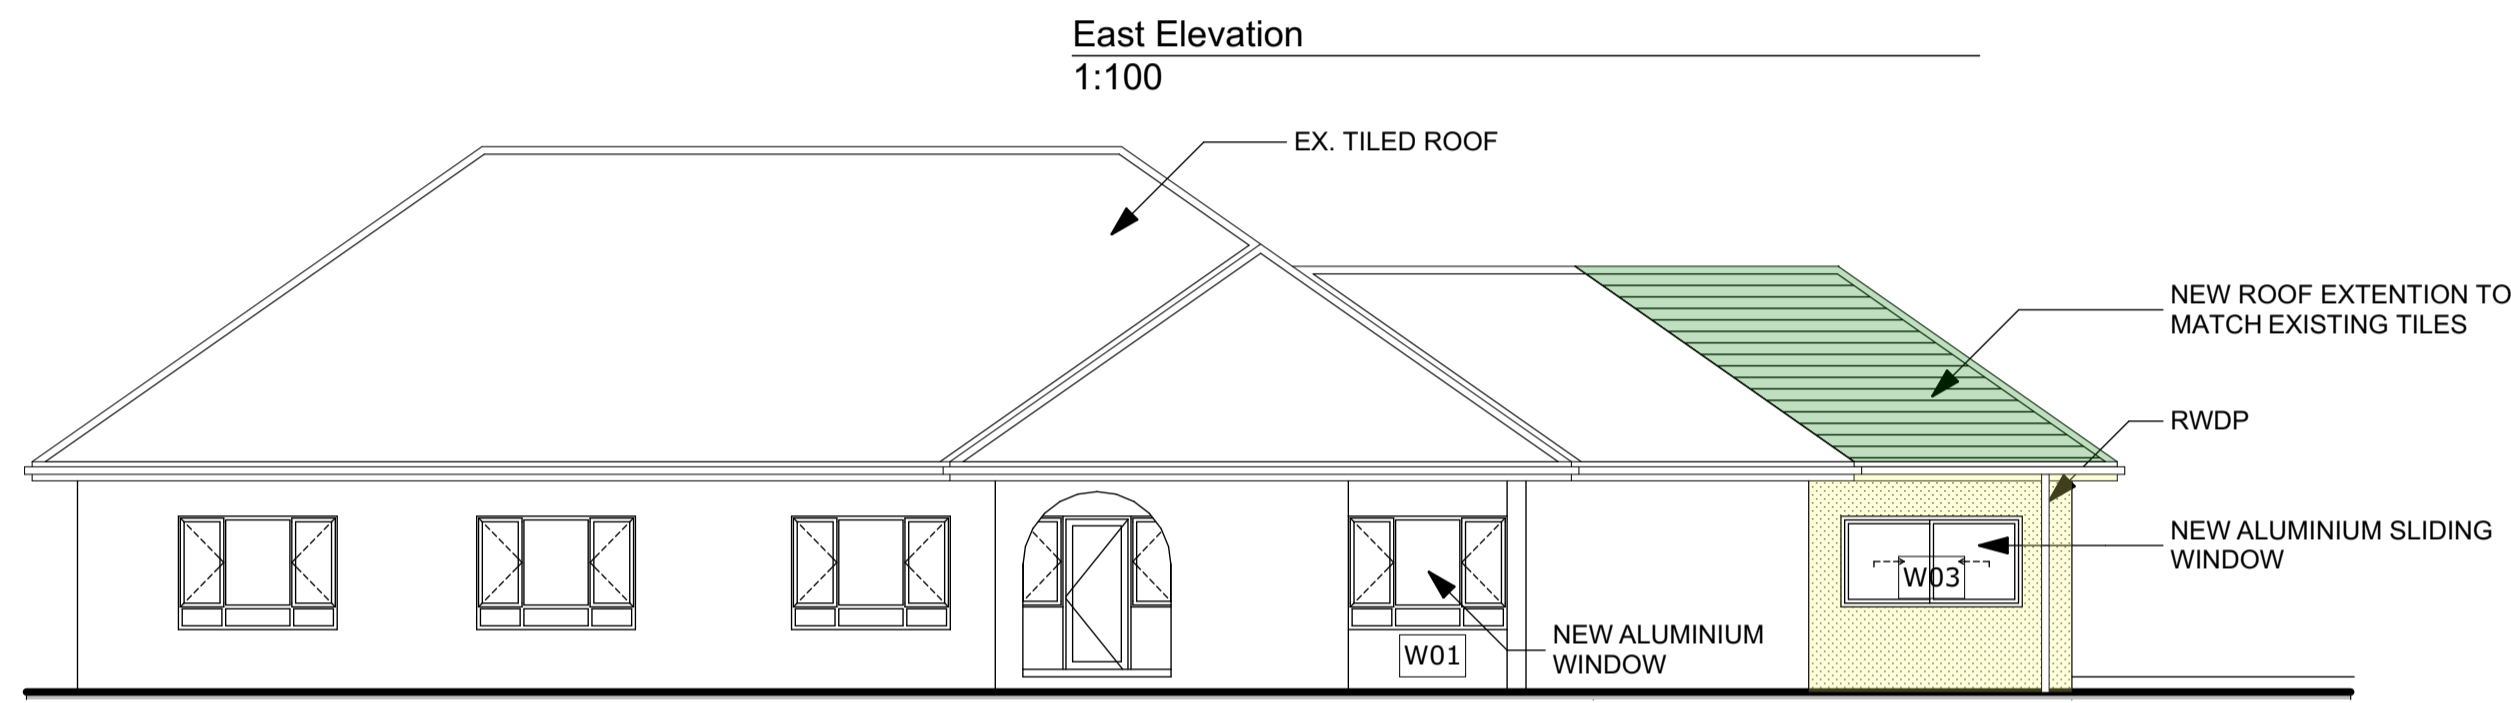 East Elevation
1:100
EX. TILED ROOF
NEW ROOF EXTENTION TO
MATCH EXISTING TILES
RWDP
NEW ALUMINIUM SLIDING
WINDOW
W03
NEW ALUMINIUM
WINDOW
W01